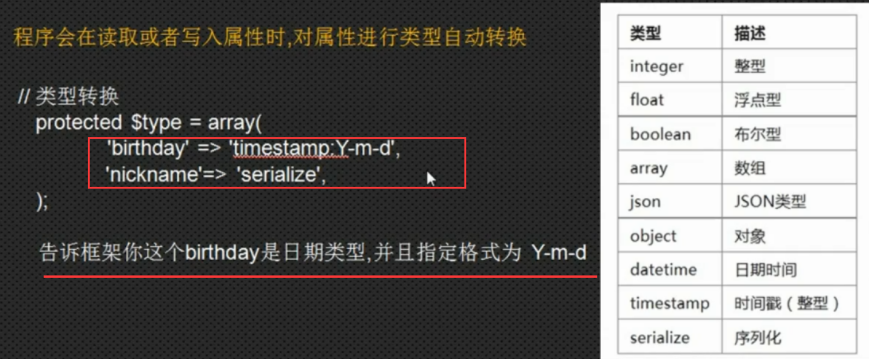 程序会在读取或者写入属性时,对属性进行类型自动转换
// 类型转换
protected $type = array(
'birthday' => 'timestamp:Y-m-d',
'nickname'=> 'serialize',
);
告诉框架你这个birthday是日期类型,并且指定格式为 Y-m-d
类型 描述
integer 整型
float 浮点型
boolean 布尔型
array 数组
json JSON类型
object 对象
datetime 日期时间
timestamp 时间戳（整型）
serialize 序列化